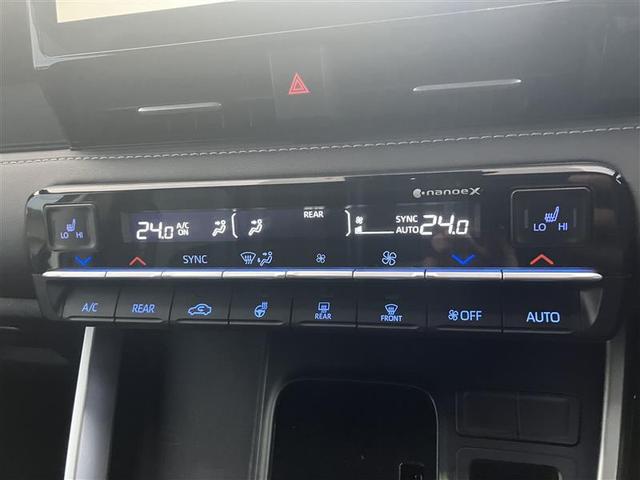 nanoeX
LO HI
24.0 A/C ON
REAR
SYNC AUTO 24.0
LO HI
SYNC
A/C
REAR
REAR
FRONT
OFF
AUTO